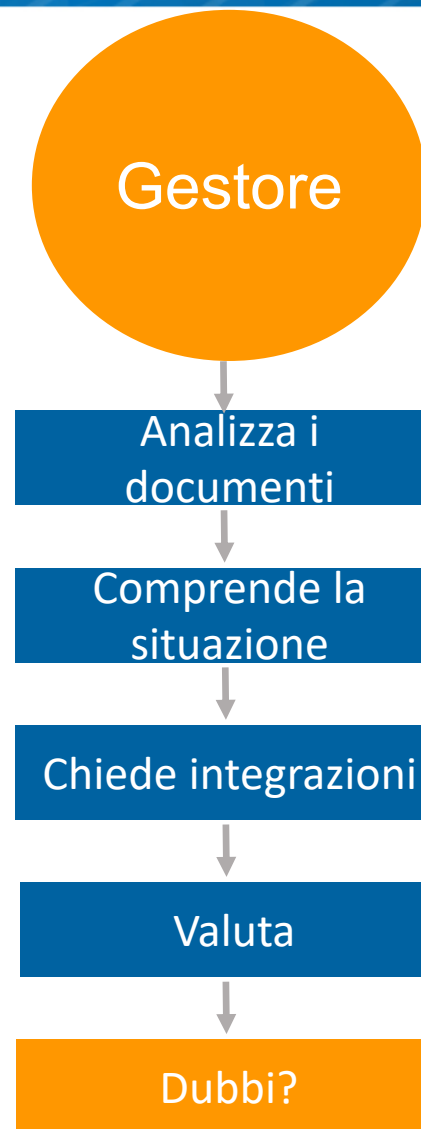 Gestore
Analizza i
documenti
Comprende la
situazione
Chiede integrazioni
Valuta
Dubbi?